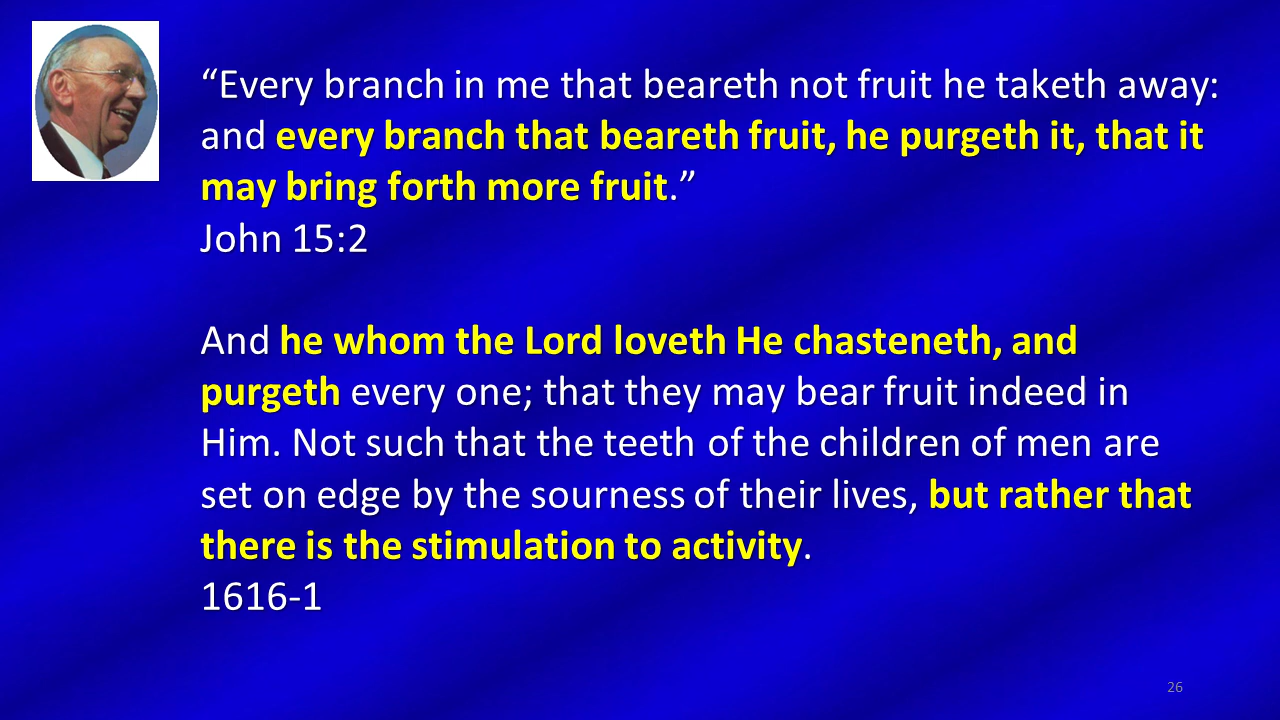 “Every branch in me that beareth not fruit he taketh away:
and every branch that beareth fruit, he purgeth it, that it
may bring forth more fruit.”
John 15:2
And he whom the Lord loveth He chasteneth, and
purgeth every one; that they may bear fruit indeed in
Him. Not such that the teeth of the children of men are
set on edge by the sourness of their lives, but rather that
there is the stimulation to activity.
1616-1
26